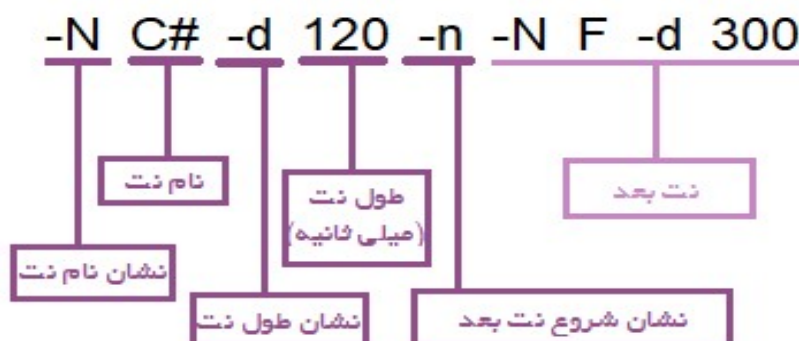 -N C# -d 120 -n -N F -d 300
نام نت
طول نت
(میلی ثانیه)
نت بعد
نشان نام نت
نشان طول نت
نشان شروع نت بعد